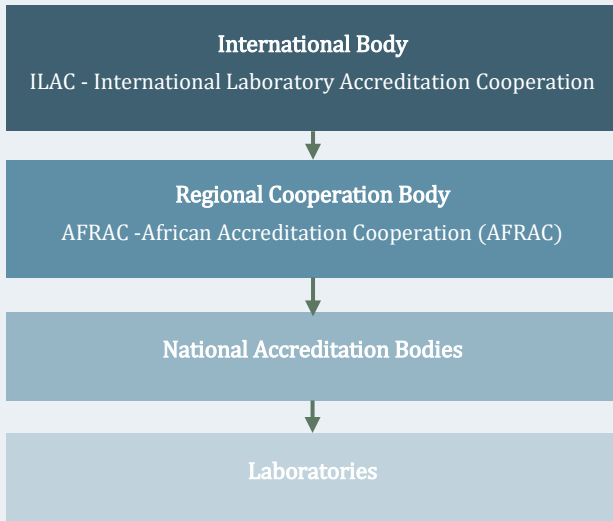 International Body
ILAC - International Laboratory Accreditation Cooperation
Regional Cooperation Body
AFRAC -African Accreditation Cooperation (AFRAC)
National Accreditation Bodies
Laboratories